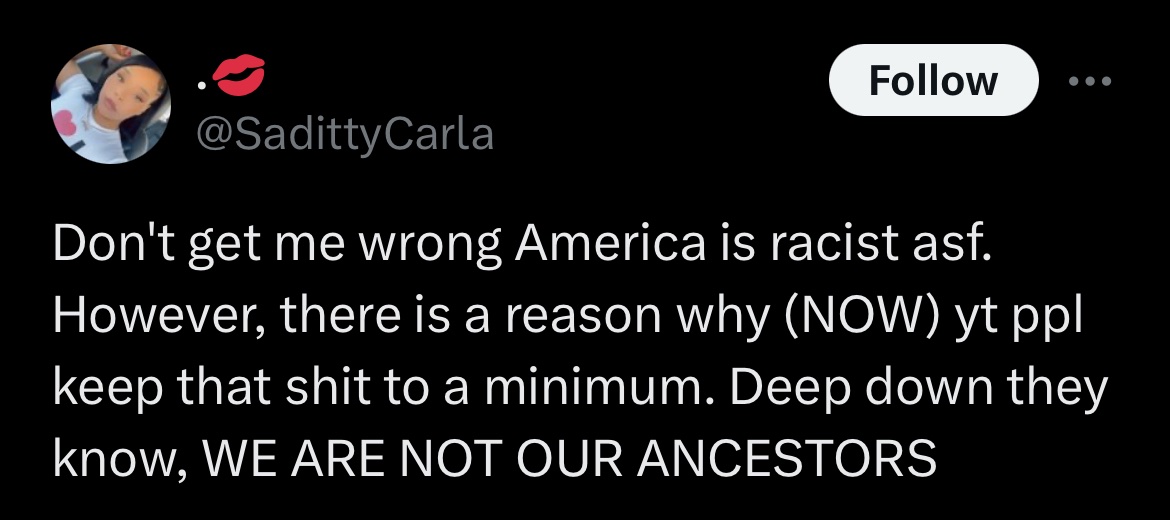 .💋
Follow
@SadittyCarla
Don't get me wrong America is racist asf.
However, there is a reason why (NOW) yt ppl
keep that shit to a minimum. Deep down they
know, WE ARE NOT OUR ANCESTORS